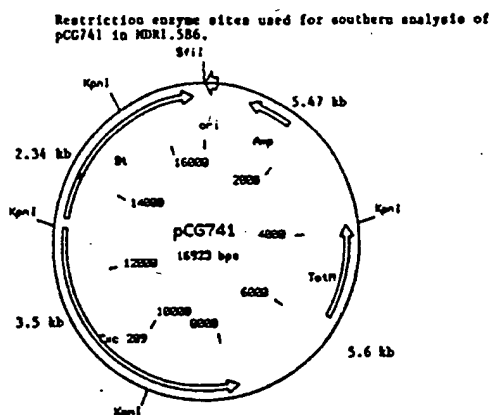 Restriction enzyme sites used for southern analysis of
pCG741 in MDR1.586.
SfiI
KpnI
5.47 kb
ori
Amp
2.34 kb
Bt
16000
2000
14000
KpnI
KpnI
pCG741
4000
16923 bps
12000
TetM
6000
10000
8000
3.5 kb
289
5.6 kb
KpnI